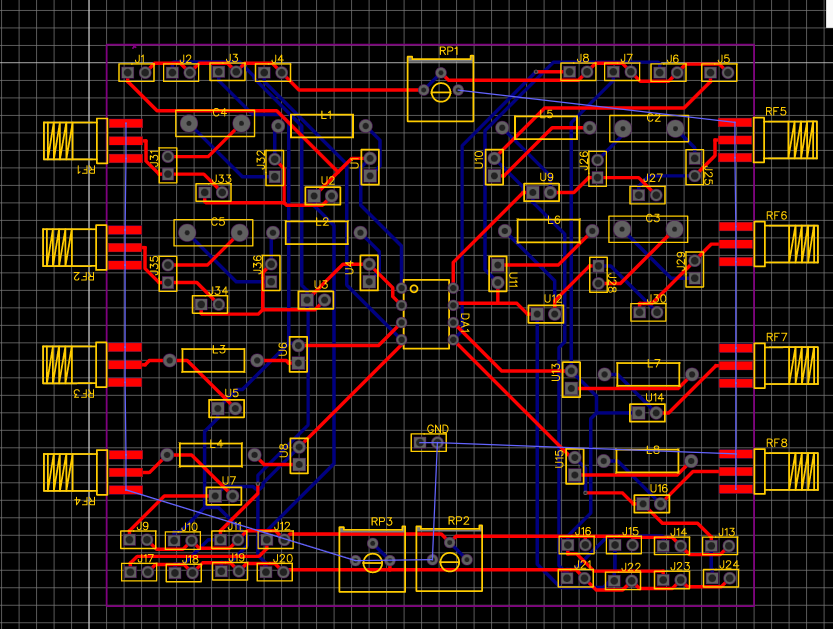 RP1
J1 J2 J3 J4 J8 J7 J6 J5
C4 L1 L5 C2 RF5
RF1 J31 J32 U2 U10 U9 J26 J27 J25
J33
C5 L2 L6 C3 RF6
RF2 J35 J36 U3 U4 U11 U12 J28 J29
J34 J30
DA1
L3 U6 U13 L7 RF7
RF3 U5 U14
GND
L4 U8 U15 L8 RF8
RF4 U7 U16
J9 J10 J11 J12 RP3 RP2 J16 J15 J14 J13
J17 J18 J19 J20 J21 J22 J23 J24